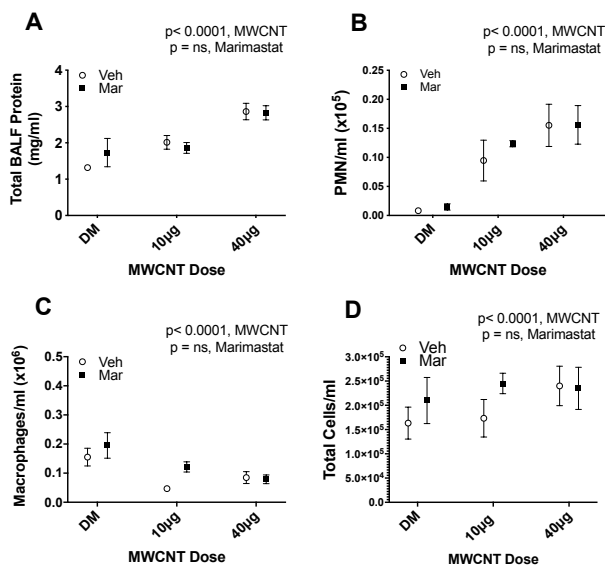 A
p< 0.0001, MWCNT
p = ns, Marimastat
Veh
Mar
Total BALF Protein
(mg/ml)
4
3
2
1
0
DM
10µg
40µg
MWCNT Dose
B
p< 0.0001, MWCNT
p = ns, Marimastat
Veh
Mar
PMN/ml (x10⁵)
0.25
0.20
0.15
0.10
0.05
0.00
DM
10µg
40µg
MWCNT Dose
C
p< 0.0001, MWCNT
p = ns, Marimastat
Veh
Mar
Macrophages/ml (x10⁶)
0.5
0.4
0.3
0.2
0.1
0.0
DM
10µg
40µg
MWCNT Dose
D
p< 0.0001, MWCNT
p = ns, Marimastat
Veh
Mar
Total Cells/ml
3.0×10⁵
2.5×10⁵
2.0×10⁵
1.5×10⁵
1.0×10⁵
5.0×10⁴
0.0
DM
10µg
40µg
MWCNT Dose